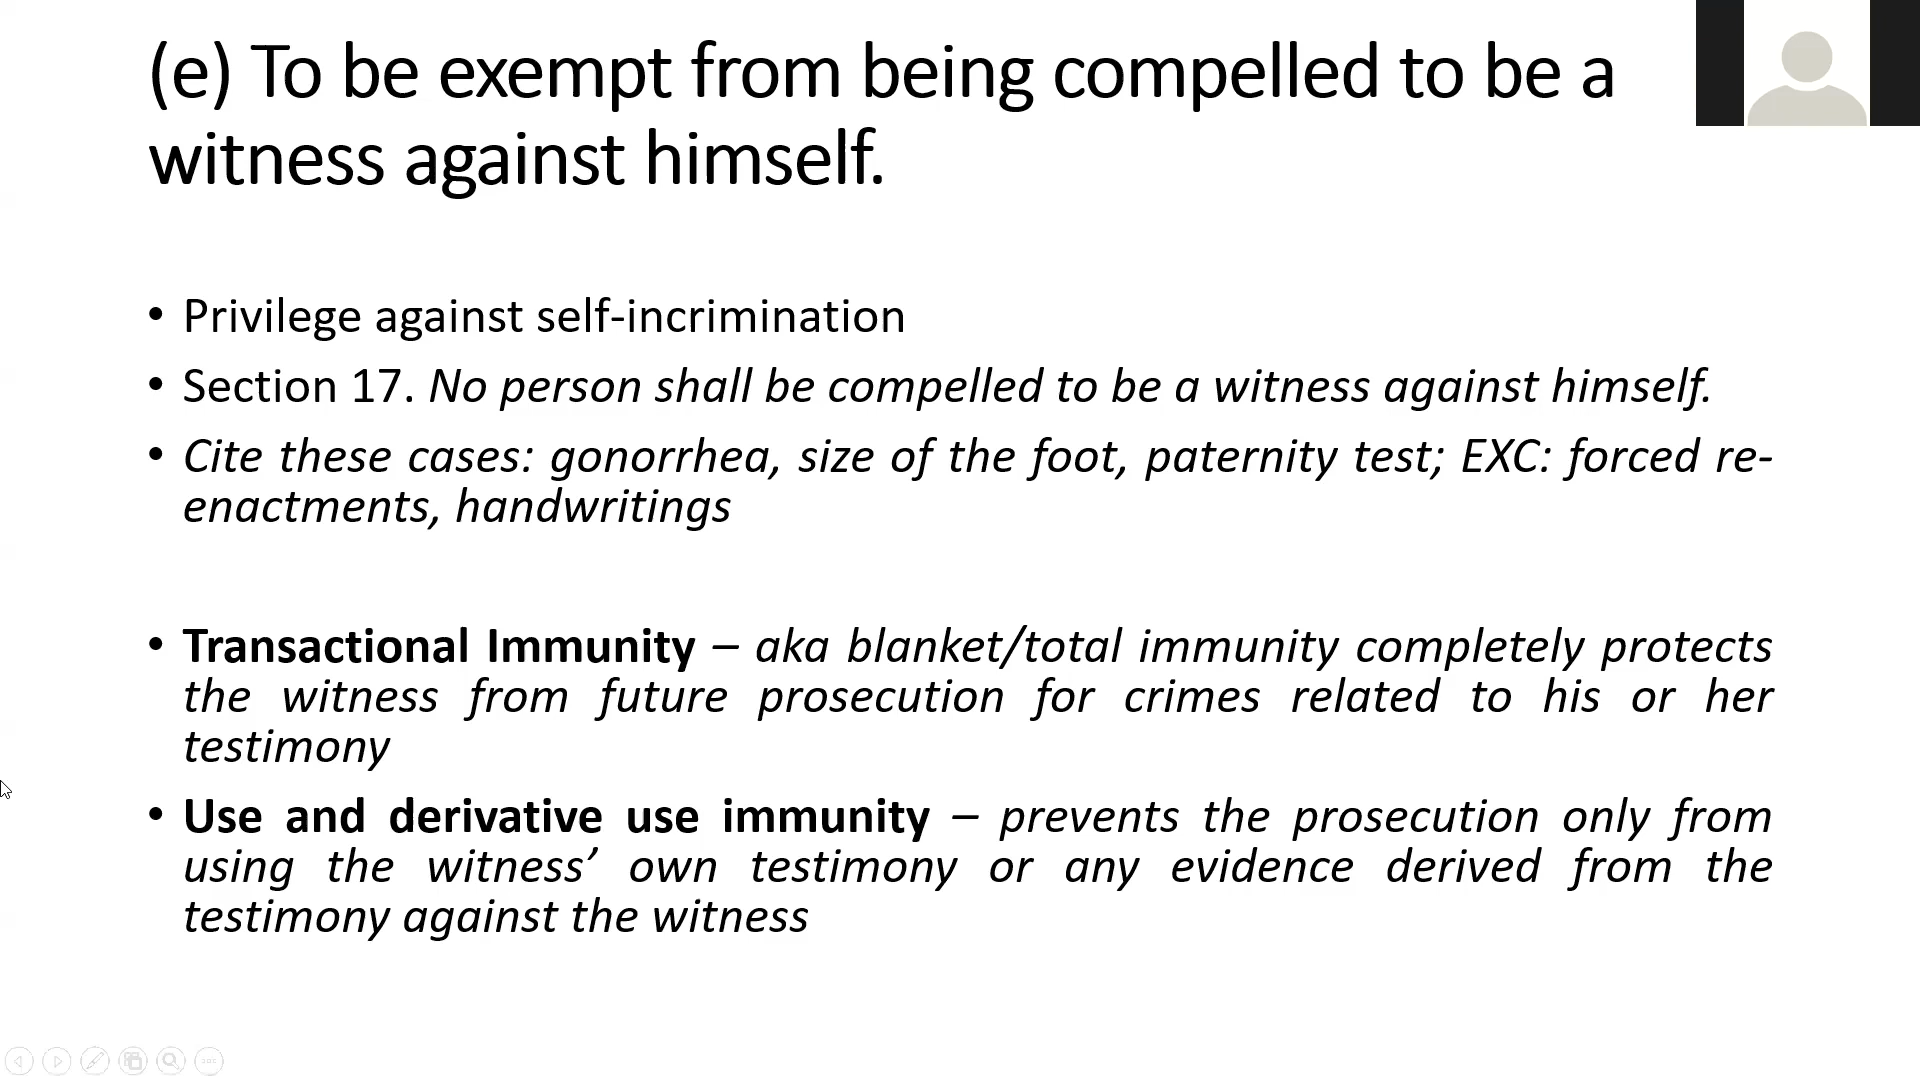 (e) To be exempt from being compelled to be a
witness against himself.
• Privilege against self-incrimination
• Section 17. No person shall be compelled to be a witness against himself.
• Cite these cases: gonorrhea, size of the foot, paternity test; EXC: forced re-
enactments, handwritings
• Transactional Immunity – aka blanket/total immunity completely protects
the witness from future prosecution for crimes related to his or her
testimony
• Use and derivative use immunity – prevents the prosecution only from
using the witness’ own testimony or any evidence derived from the
testimony against the witness